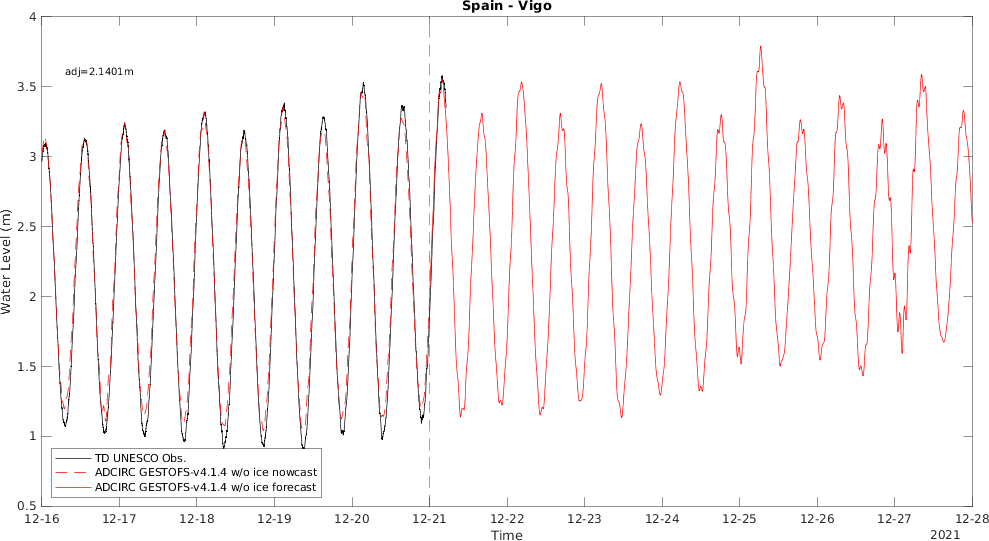 Spain - Vigo
4
adj=2.1401m
3.5
3
2.5
2
1.5
1
0.5
Water Level (m)
TD UNESCO Obs.
ADCIRC GESTOFS-v4.1.4 w/o ice nowcast
ADCIRC GESTOFS-v4.1.4 w/o ice forecast
12-16 12-17 12-18 12-19 12-20 12-21 12-22 12-23 12-24 12-25 12-26 12-27 12-28
Time
2021